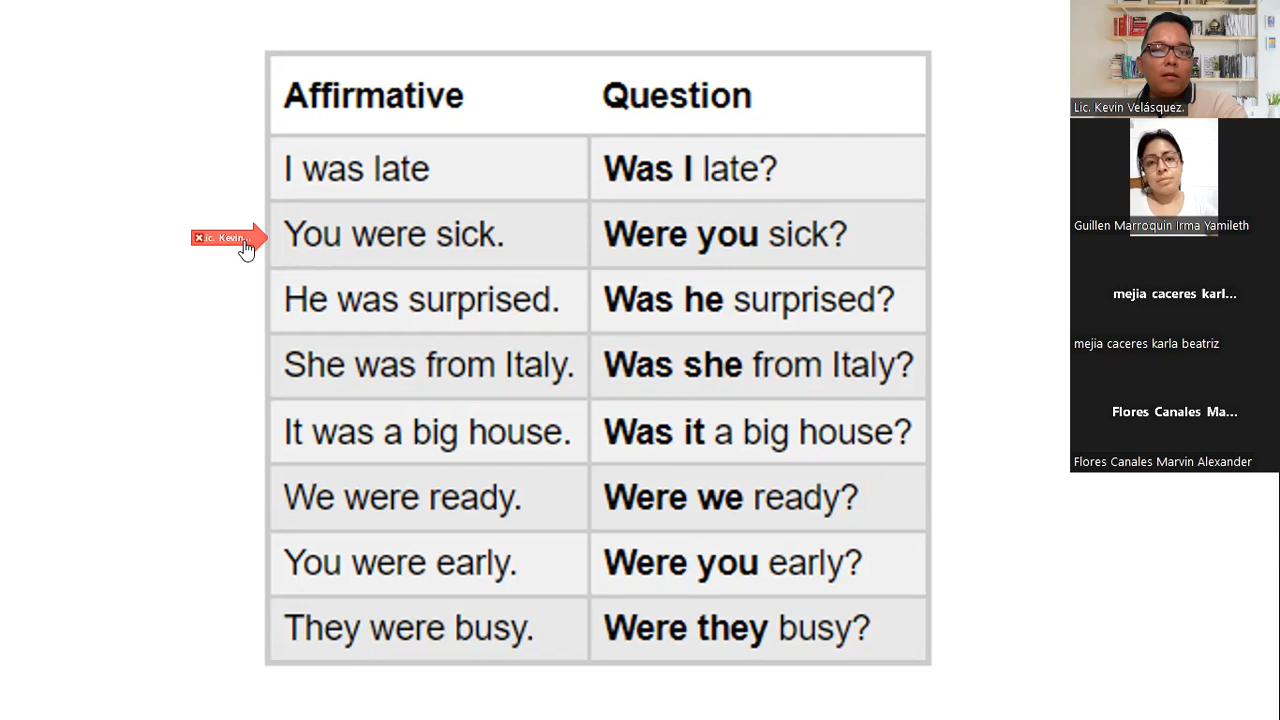 Affirmative Question
I was late Was I late?
You were sick. Were you sick?
He was surprised. Was he surprised?
She was from Italy. Was she from Italy?
It was a big house. Was it a big house?
We were ready. Were we ready?
You were early. Were you early?
They were busy. Were they busy?
Lic. Kevin...
Lic. Kevin Velásquez.
Guillen Marroquin Irma Yamileth
mejia caceres karl...
mejia caceres karla beatriz
Flores Canales Ma...
Flores Canales Marvin Alexander